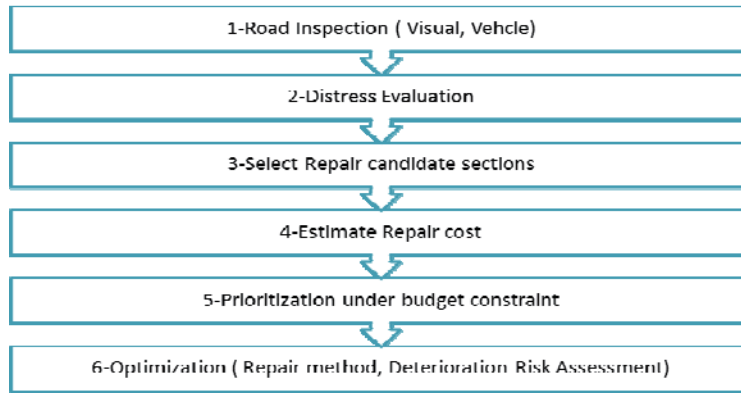 1-Road Inspection ( Visual, Vehcle)
2-Distress Evaluation
3-Select Repair candidate sections
4-Estimate Repair cost
5-Prioritization under budget constraint
6-Optimization ( Repair method, Deterioration Risk Assessment)